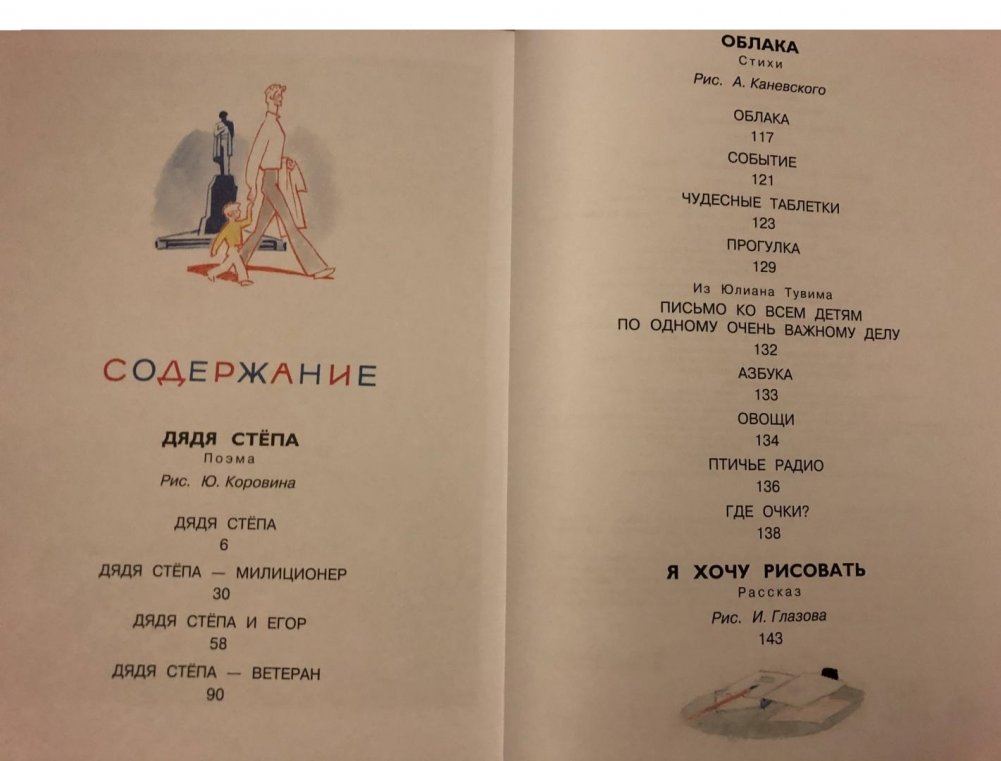 СОДЕРЖАНИЕ
ДЯДЯ СТЁПА
Поэма
Рис. Ю. Коровина
ДЯДЯ СТЁПА
6
ДЯДЯ СТЁПА — МИЛИЦИОНЕР
30
ДЯДЯ СТЁПА И ЕГОР
58
ДЯДЯ СТЁПА — ВЕТЕРАН
90
ОБЛАКА
Стихи
Рис. А. Каневского
ОБЛАКА
117
СОБЫТИЕ
121
ЧУДЕСНЫЕ ТАБЛЕТКИ
123
ПРОГУЛКА
129
Из Юлиана Тувима
ПИСЬМО КО ВСЕМ ДЕТЯМ
ПО ОДНОМУ ОЧЕНЬ ВАЖНОМУ ДЕЛУ
132
АЗБУКА
133
ОВОЩИ
134
ПТИЧЬЕ РАДИО
136
ГДЕ ОЧКИ?
138
Я ХОЧУ РИСОВАТЬ
Рассказ
Рис. И. Глазова
143